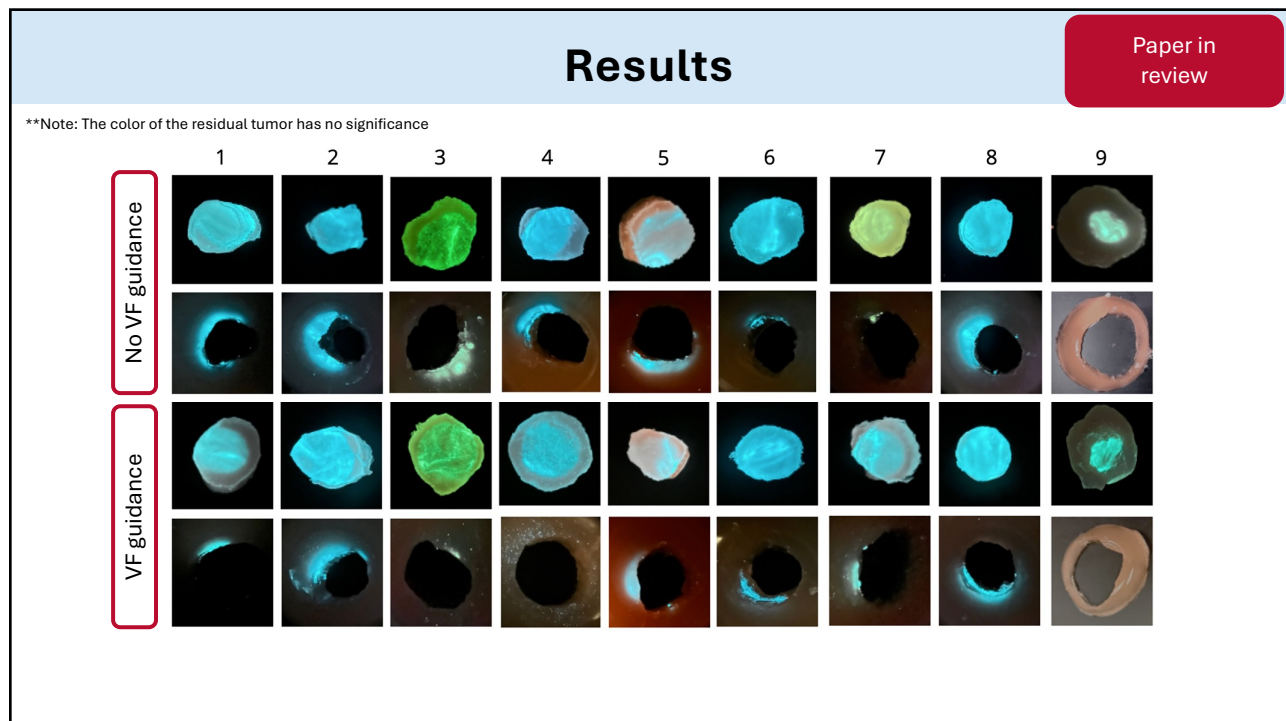 Results
Paper in
review
**Note: The color of the residual tumor has no significance
1 2 3 4 5 6 7 8 9
No VF guidance
VF guidance